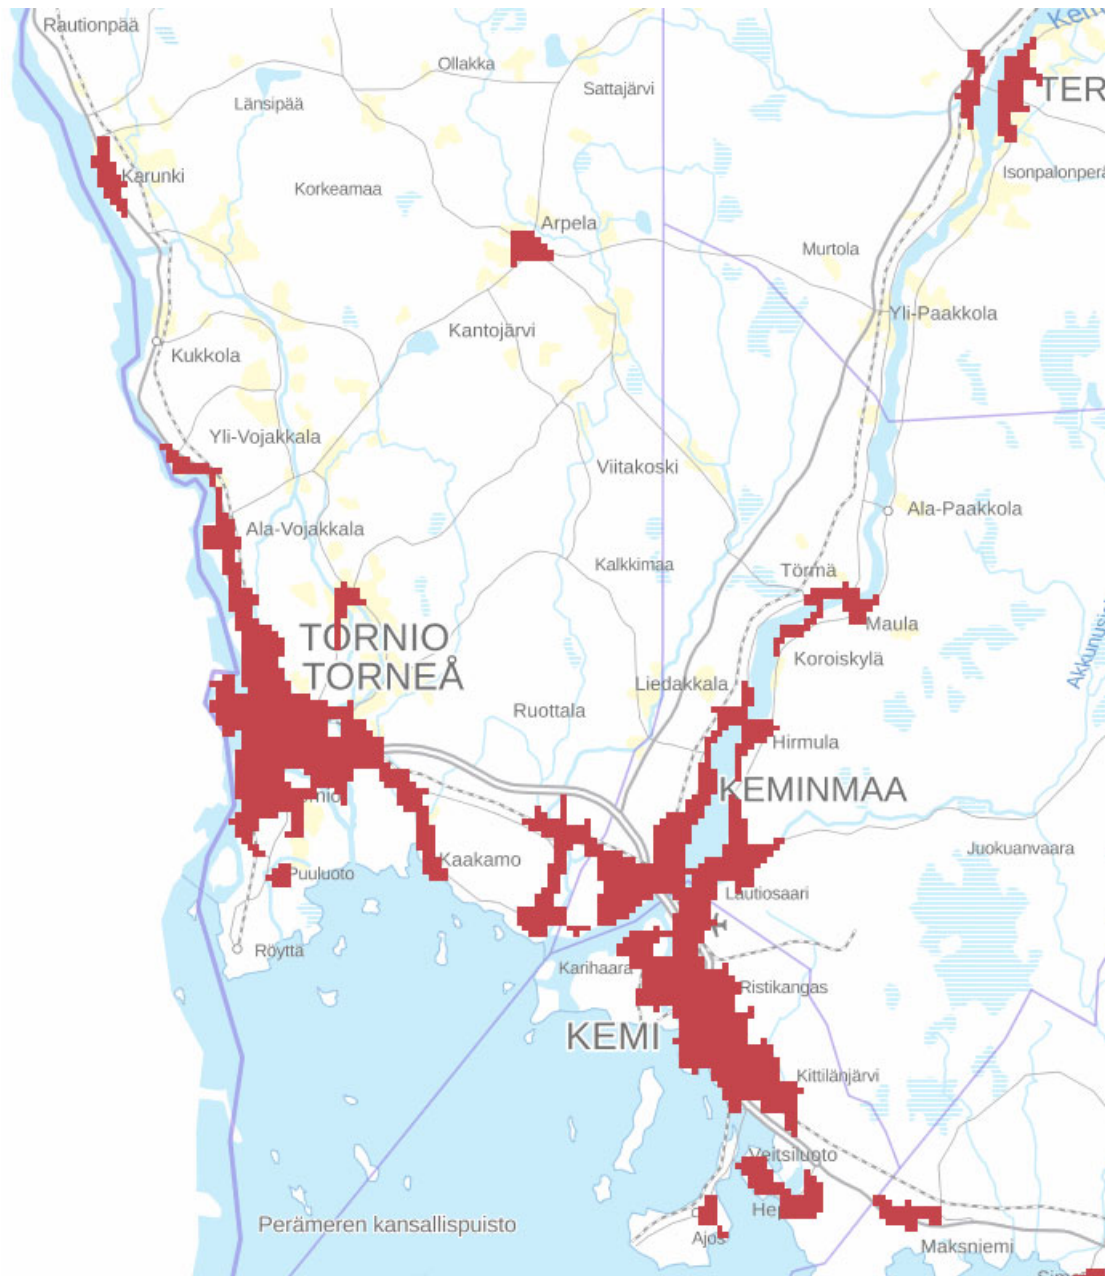 Rautionpää
Ollakka
Sattajärvi
Länsipää
TER
Karunki
Korkeamaa
Isonpalonperä
Arpela
Murtola
Yli-Paakkola
Kantojärvi
Kukkola
Yli-Vojakkala
Viitakoski
Ala-Paakkola
Ala-Vojakkala
Kalkkimaa
Törmä
Maula
TORNIO
TORNEÅ
Koroiskylä
Liedakkala
Ruottala
Hirmula
KEMINMAA
Kaakamo
Juokuanvaara
Puuluoto
Lautiosaari
Röyttä
Karihaara
Ristikangas
KEMI
Kittilänjärvi
Veitsiluoto
Perämeren kansallispuisto
Ajos
Maksniemi